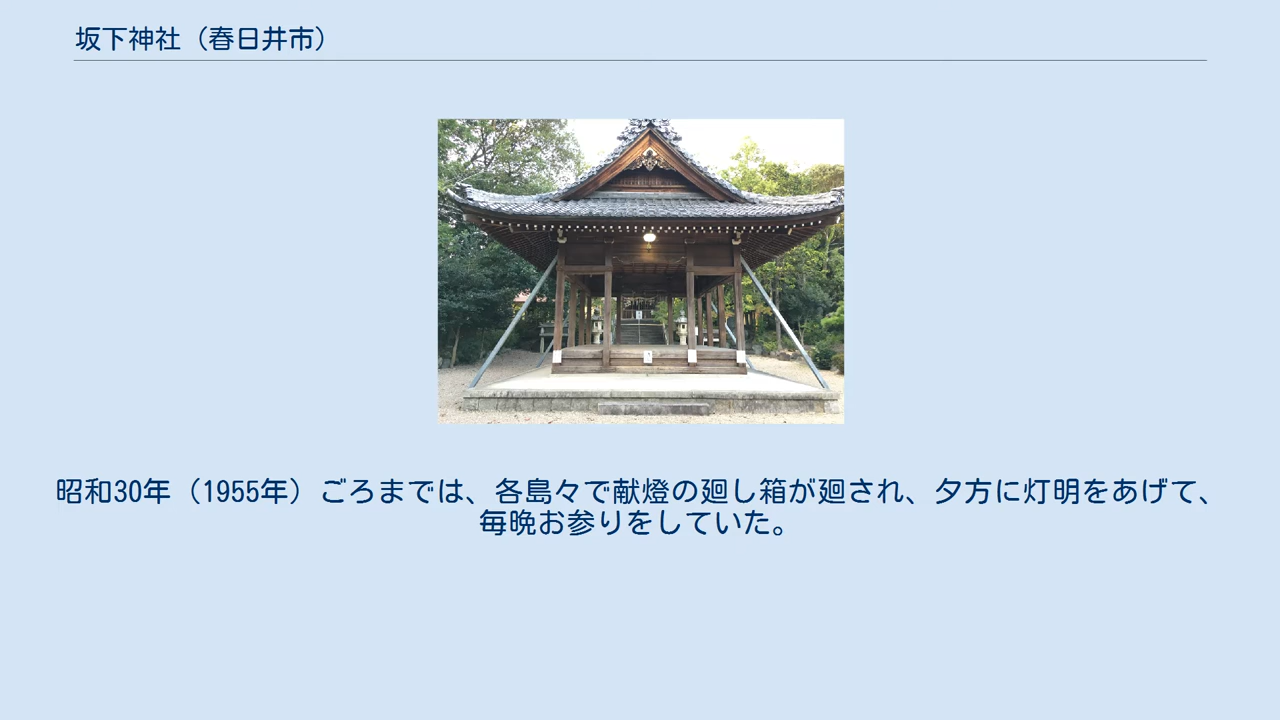 坂下神社（春日井市）
昭和30年（1955年）ごろまでは、各島々で献燈の廻し箱が廻され、夕方に灯明をあげて、
毎晩お参りをしていた。